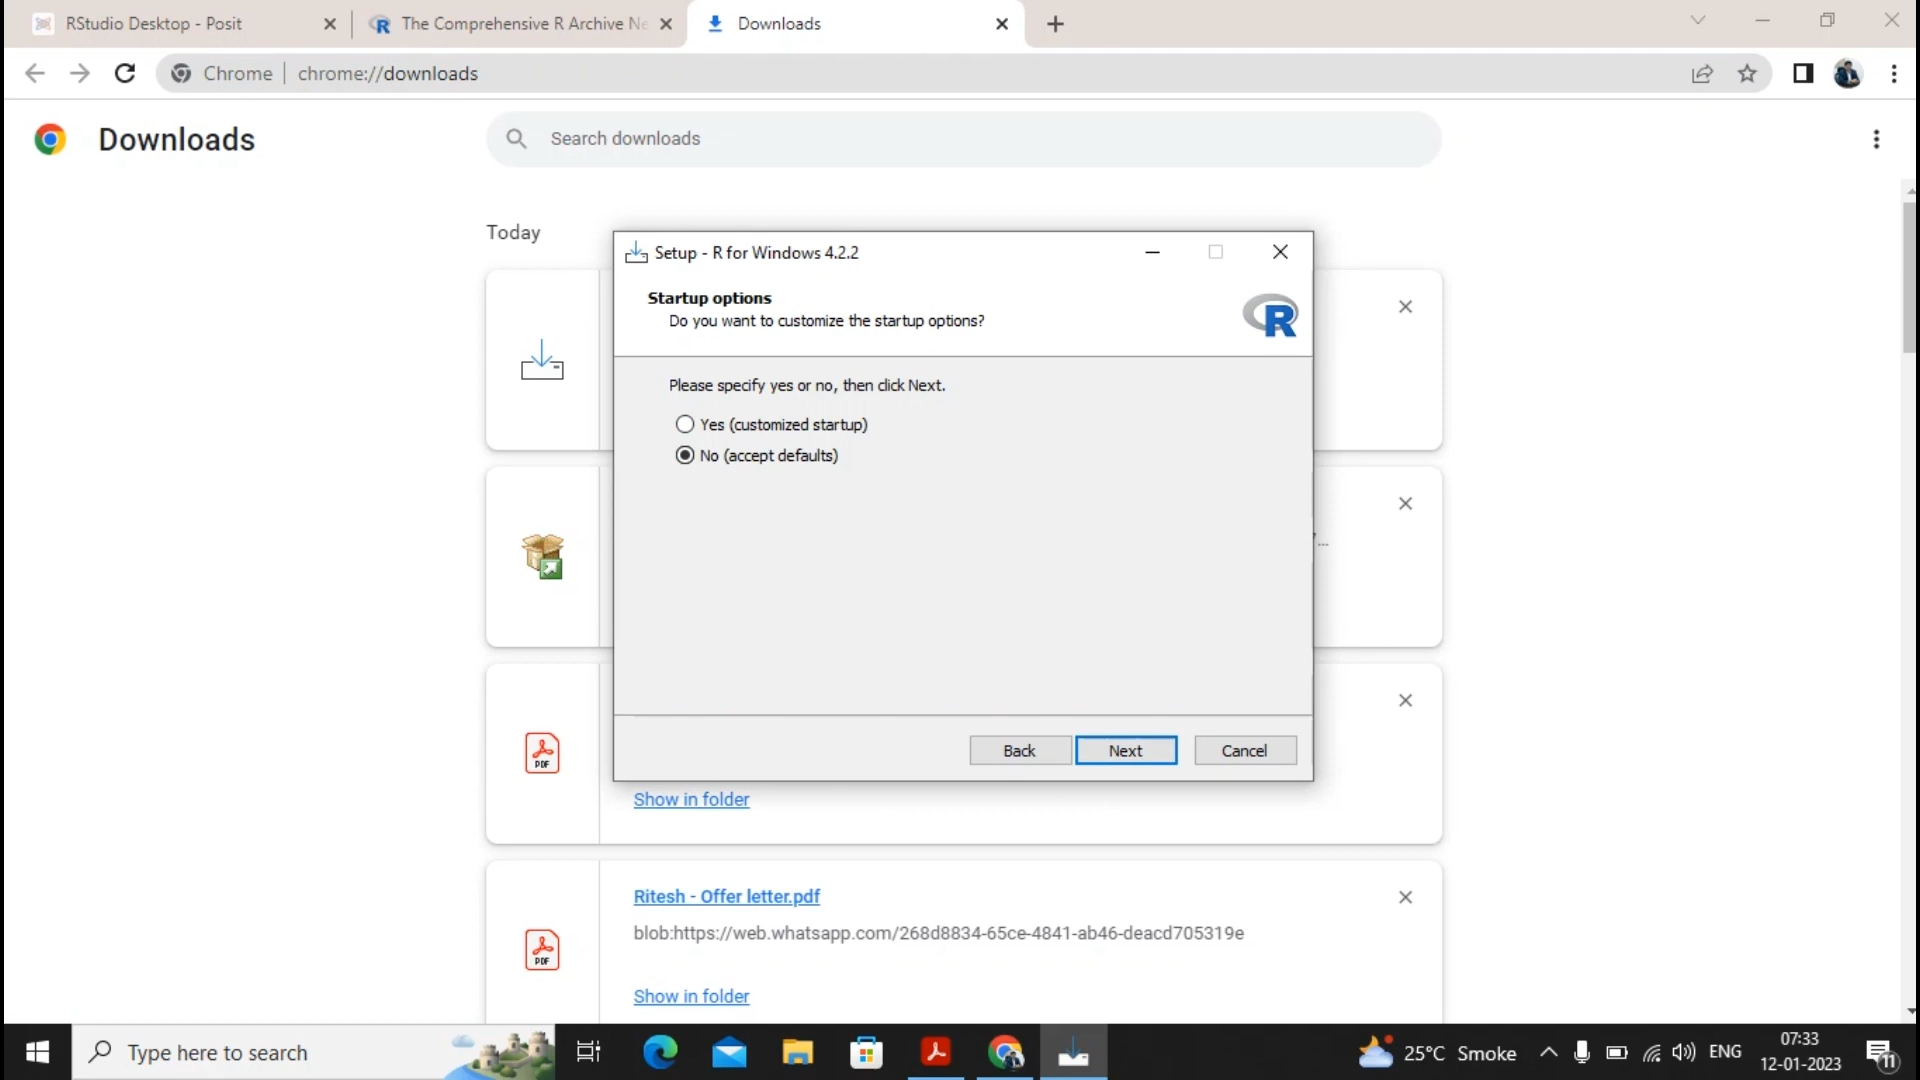 RStudio Desktop - Posit
The Comprehensive R Archive Ne
Downloads
Chrome
chrome://downloads
Downloads
Search downloads
Today
Setup - R for Windows 4.2.2
Startup options
Do you want to customize the startup options?
R
Please specify yes or no, then click Next.
Yes (customized startup)
No (accept defaults)
...
Back
Next
Cancel
PDF
Show in folder
Ritesh - Offer letter.pdf
blob:https://web.whatsapp.com/268d8834-65ce-4841-ab46-deacd705319e
PDF
Show in folder
Type here to search
25°C Smoke
ENG
07:33
12-01-2023
11